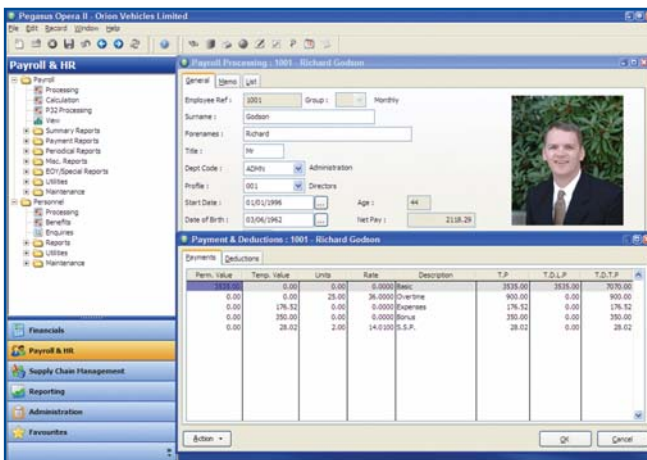 Pegasus Opera II - Orion Vehicles Limited
File Edit Record Window Help
Payroll & HR
Payroll
Processing
Calculation
P32 Processing
View
Summary Reports
Payment Reports
Periodical Reports
Misc. Reports
EOY/Special Reports
Utilities
Maintenance
Personnel
Processing
Benefits
Enquires
Reports
Utilities
Maintenance
Financials
Payroll & HR
Supply Chain Management
Reporting
Administration
Favourites
Payroll Processing : 1001 - Richard Godson
General Memo List
Employee Ref : 1001 Group : Monthly
Surname : Godson
Forenames : Richard
Title : Mr
Dept Code : ADMN Administration
Profile : 001 Directors
Start Date : 01/01/1996 ... Age : 44
Date of Birth : 03/06/1962 ... Net Pay : 2118.29
Payment & Deductions : 1001 - Richard Godson
Payments Deductions
Perm. Value Temp. Value Units Rate Description T.P T.D.L.P T.D.T.P
3535.00 0.00 0.00 0.0000 Basic 3535.00 3535.00 7070.00
0.00 0.00 25.00 36.0000 Overtime 900.00 0.00 900.00
0.00 176.52 0.00 0.0000 Expenses 176.52 0.00 176.52
0.00 350.00 0.00 0.0000 Bonus 350.00 0.00 350.00
0.00 28.02 2.00 14.0100 S.S.P. 28.02 0.00 28.02
Action OK Cancel